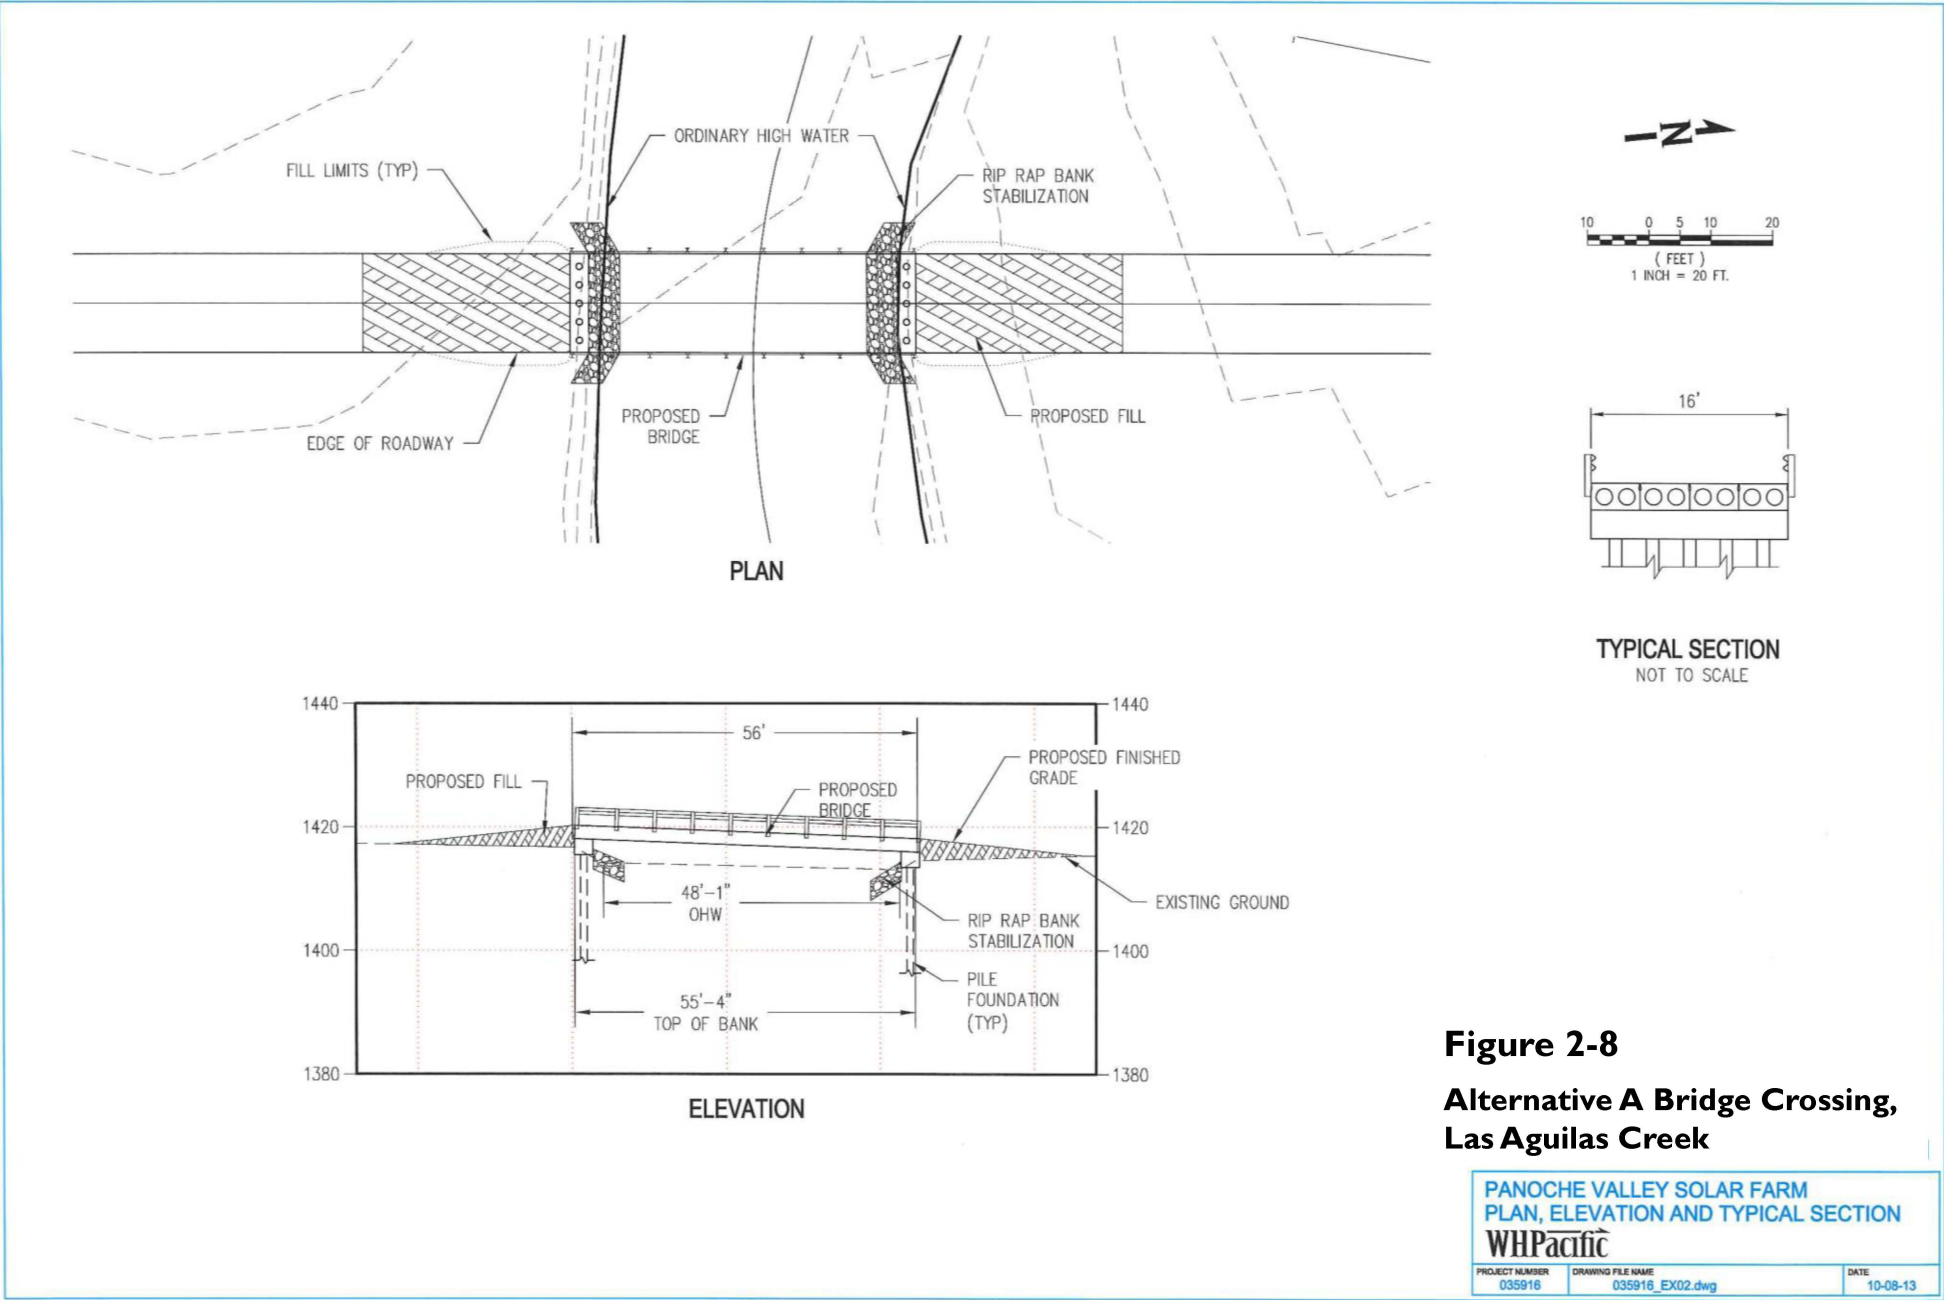 ORDINARY HIGH WATER
FILL LIMITS (TYP)
RIP RAP BANK
STABILIZATION
PROPOSED
BRIDGE
PROPOSED FILL
EDGE OF ROADWAY
PLAN
N
10 0 5 10 20
( FEET )
1 INCH = 20 FT.
16'
TYPICAL SECTION
NOT TO SCALE
1440
1440
56'
PROPOSED FINISHED
GRADE
PROPOSED FILL
PROPOSED
BRIDGE
1420
1420
48'-1"
OHW
EXISTING GROUND
RIP RAP BANK
STABILIZATION
1400
1400
PILE
FOUNDATION
(TYP)
55'-4"
TOP OF BANK
1380
1380
ELEVATION
Figure 2-8
Alternative A Bridge Crossing,
Las Aguilas Creek
PANOCHE VALLEY SOLAR FARM
PLAN, ELEVATION AND TYPICAL SECTION
WHPacific
PROJECT NUMBER
035916
DRAWING FILE NAME
035916_EX02.dwg
DATE
10-08-13